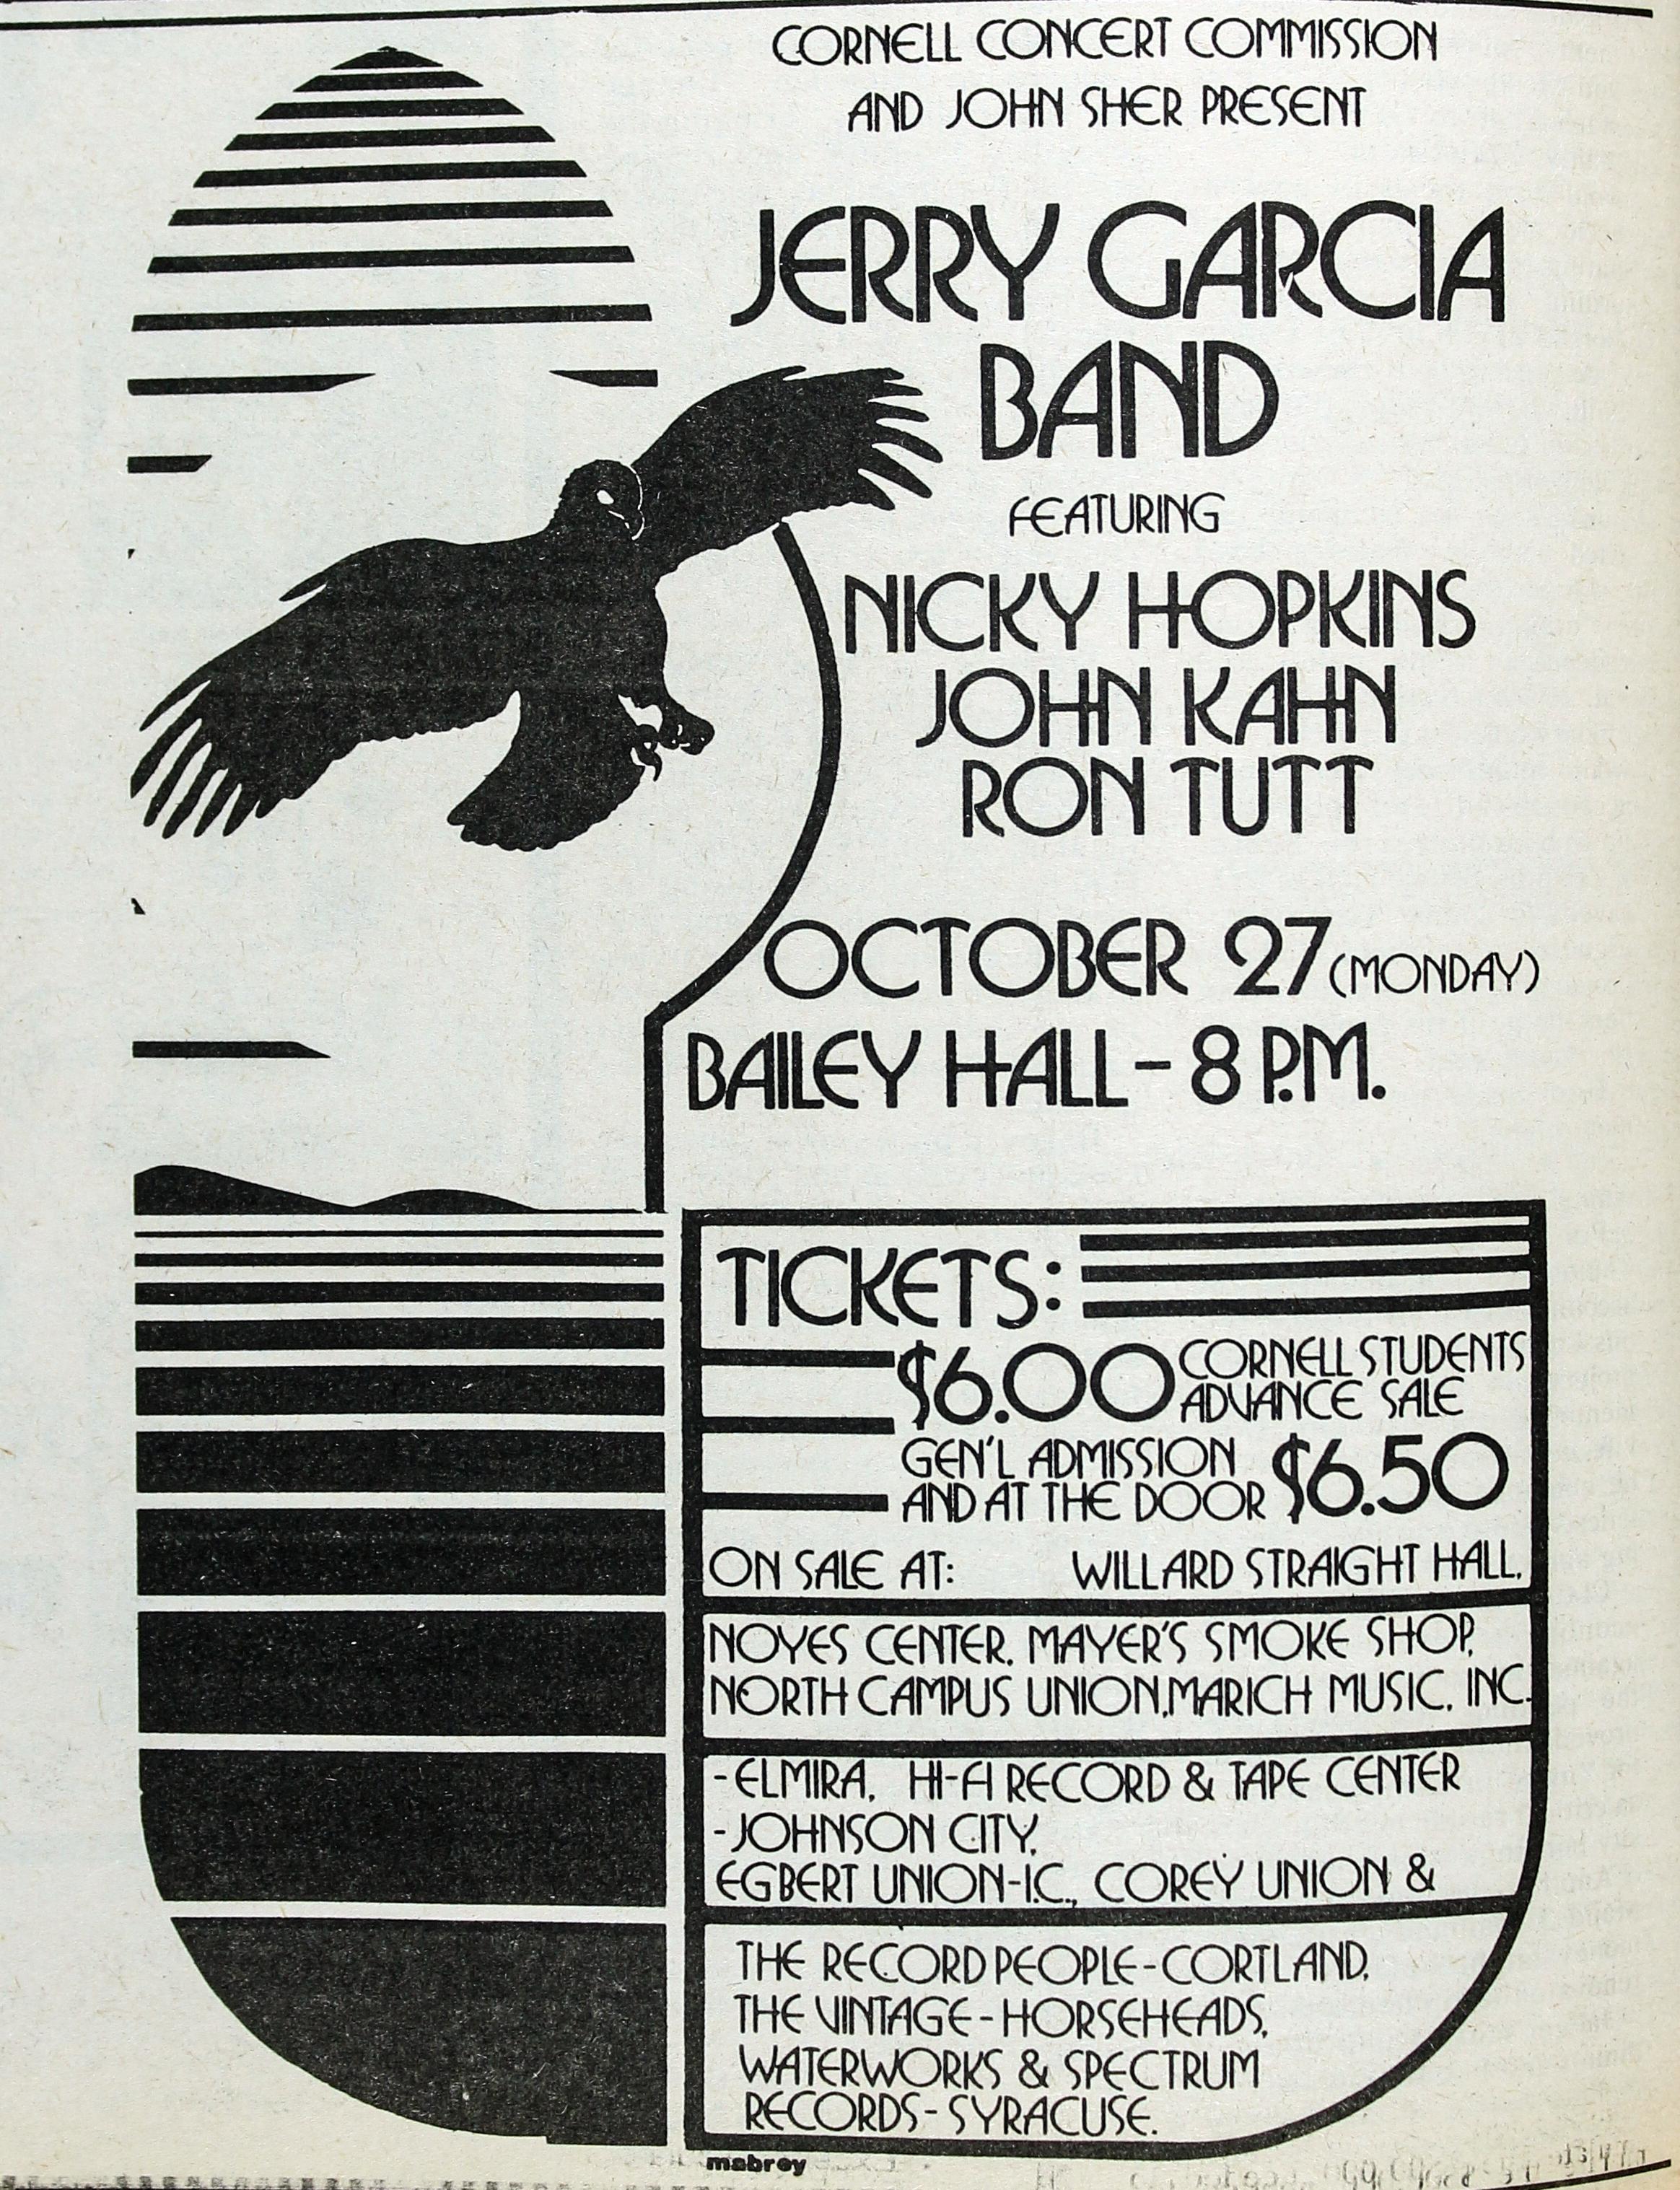 CORNELL CONCERT COMMISSION
AND JOHN SHER PRESENT
JERRY GARCIA
BAND
FEATURING
NICKY HOPKINS
JOHN KAHN
RON TUTT
OCTOBER 27 (MONDAY)
BAILEY HALL - 8 P.M.
TICKETS:
$6.00 CORNELL STUDENTS
ADVANCE SALE
GEN'L ADMISSION
AND AT THE DOOR $6.50
ON SALE AT: WILLARD STRAIGHT HALL,
NOYES CENTER, MAYER'S SMOKE SHOP,
NORTH CAMPUS UNION, MARICH MUSIC, INC.
- ELMIRA, HI-FI RECORD & TAPE CENTER
- JOHNSON CITY,
EGBERT UNION-I.C., COREY UNION &
THE RECORD PEOPLE - CORTLAND,
THE VINTAGE - HORSEHEADS,
WATERWORKS & SPECTRUM
RECORDS - SYRACUSE.
mabrey